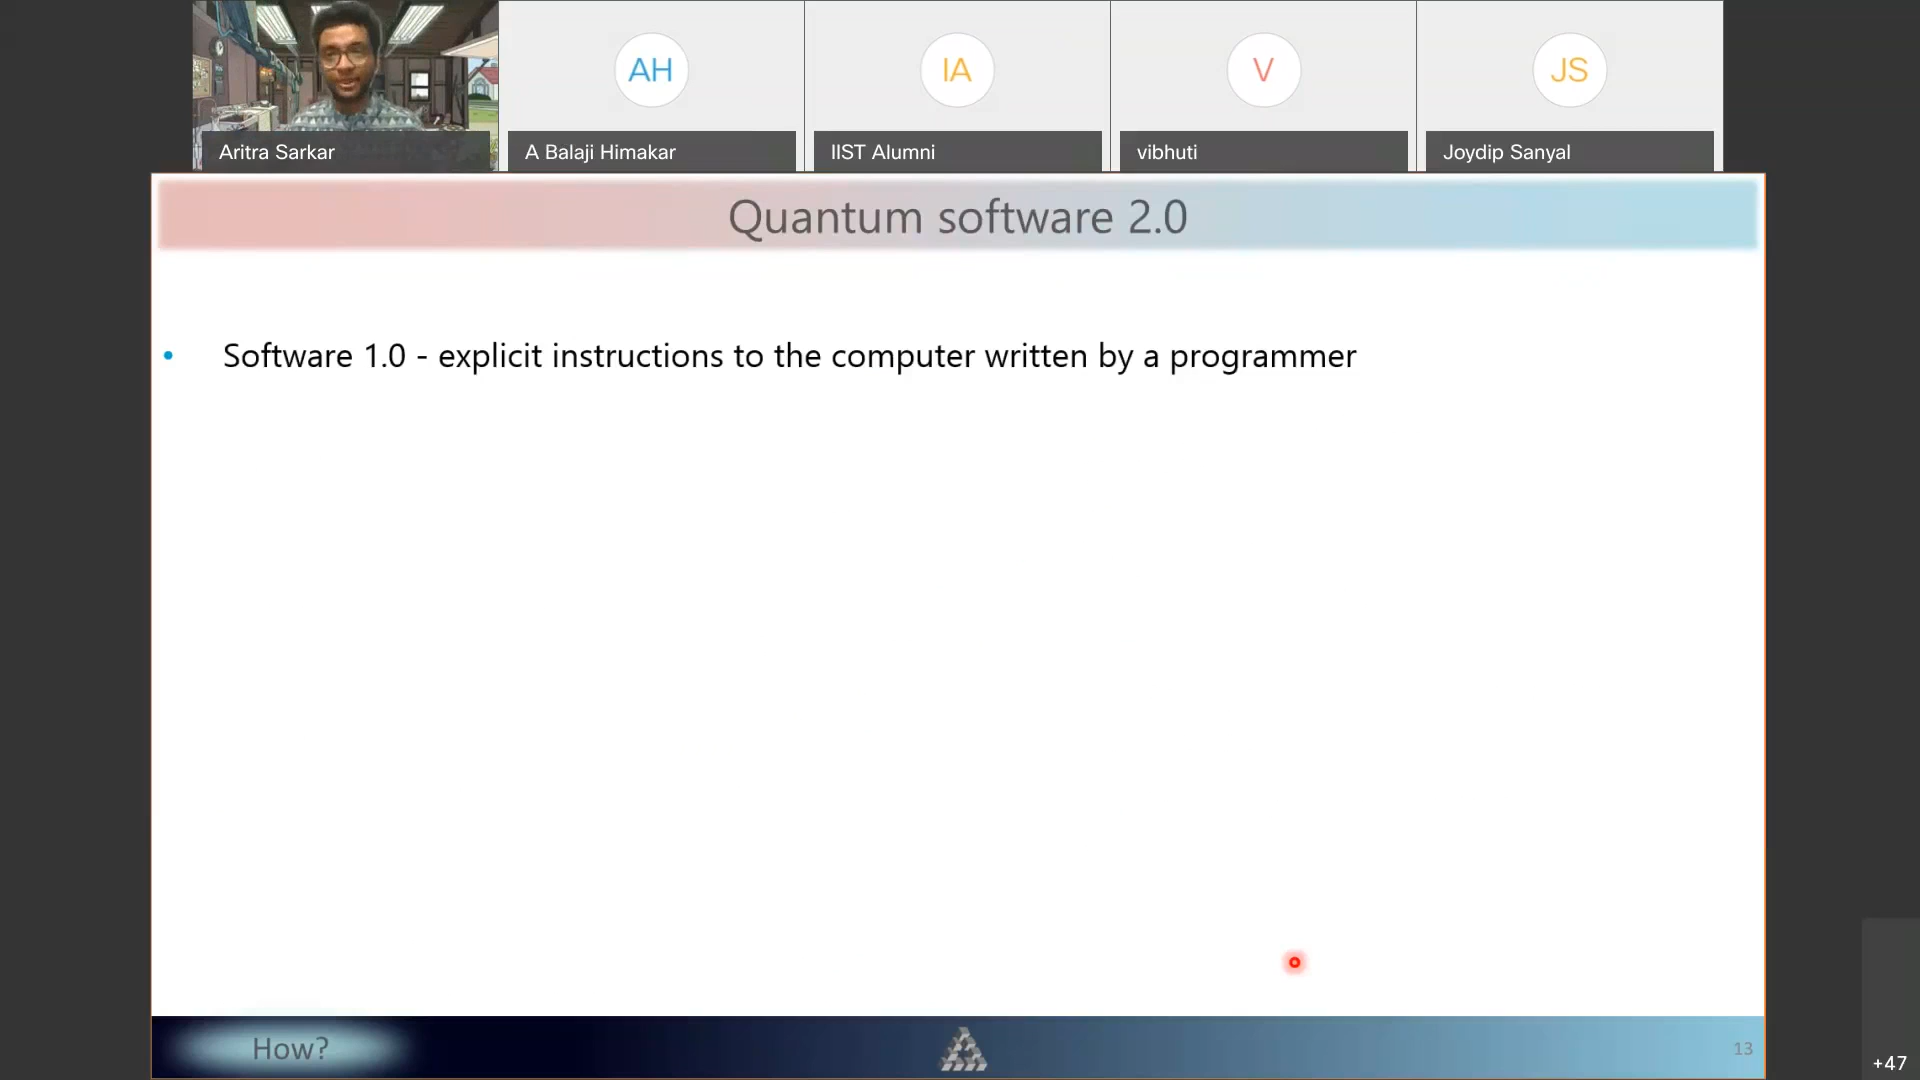 AH
IA
V
JS
Aritra Sarkar
A Balaji Himakar
IIST Alumni
vibhuti
Joydip Sanyal
Quantum software 2.0
• Software 1.0 - explicit instructions to the computer written by a programmer
How?
13
+47